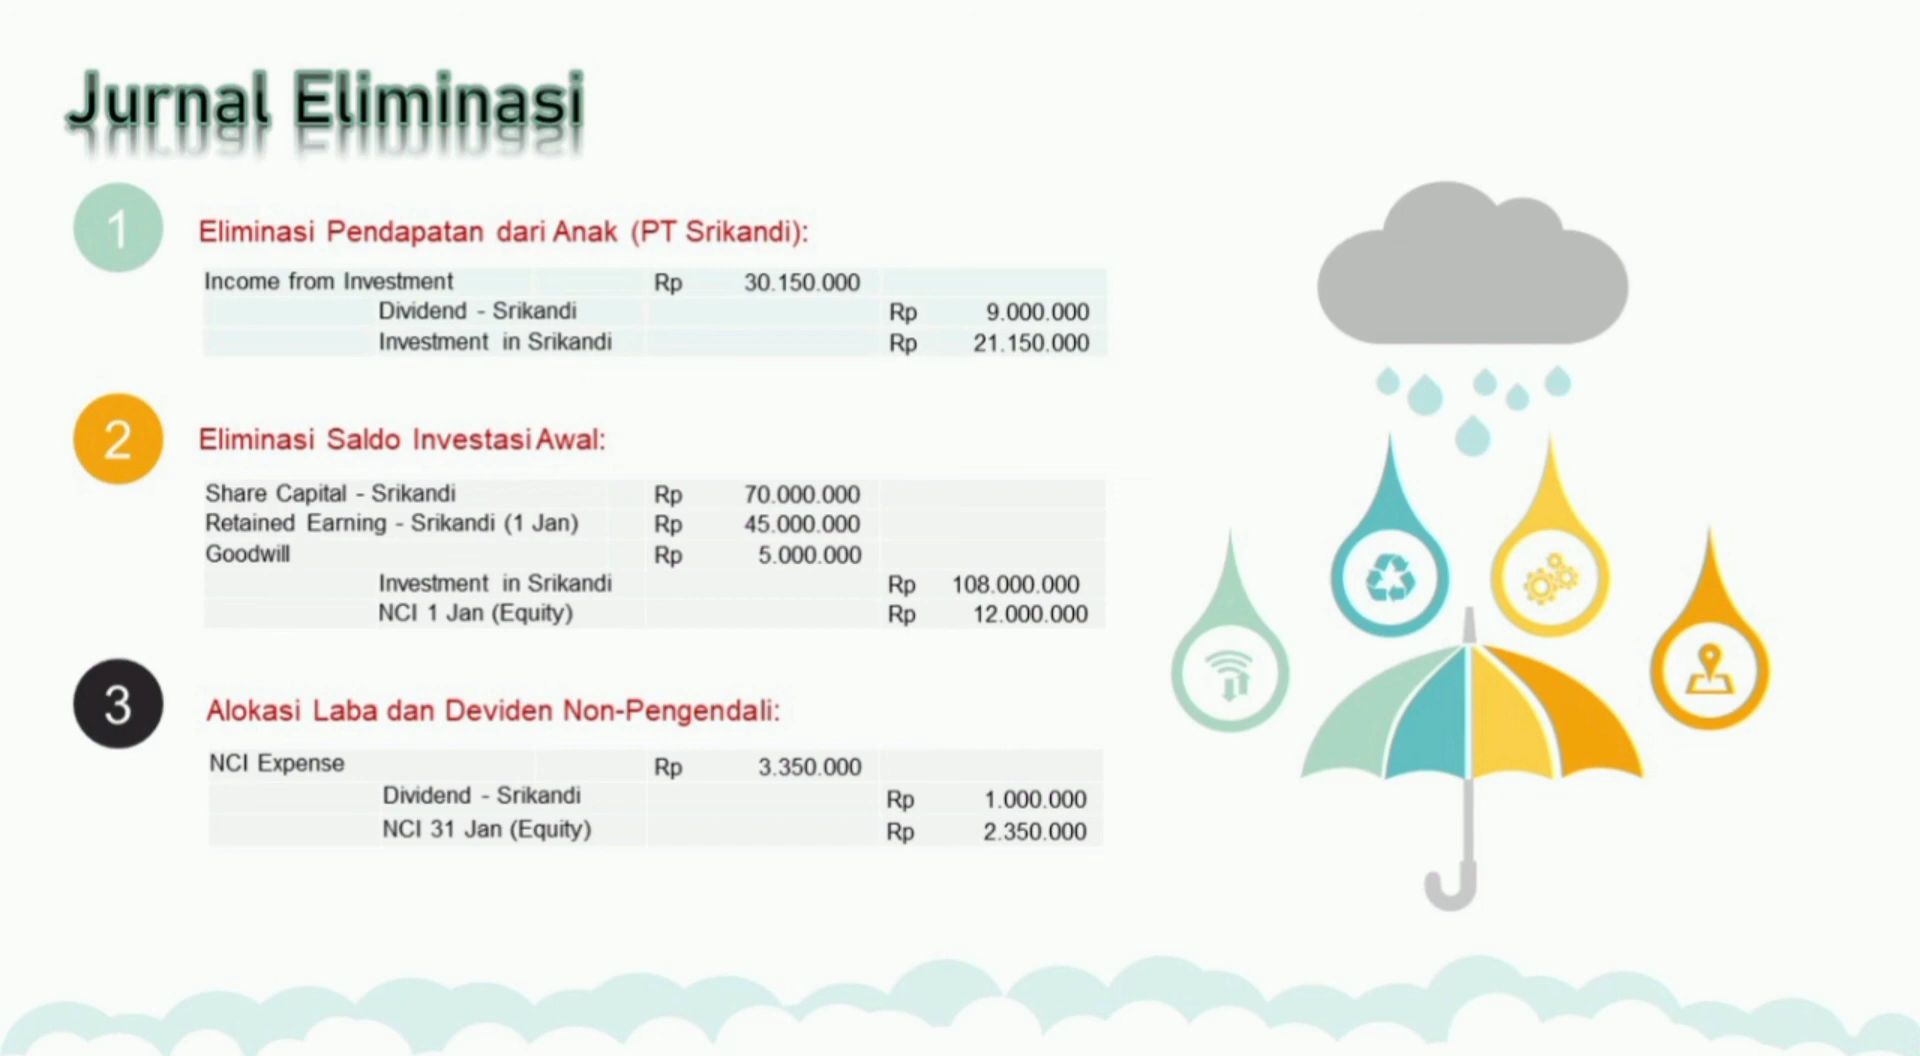 Jurnal Eliminasi
1
Eliminasi Pendapatan dari Anak (PT Srikandi):
Income from Investment Rp 30.150.000
Dividend - Srikandi Rp 9.000.000
Investment in Srikandi Rp 21.150.000
2
Eliminasi Saldo Investasi Awal:
Share Capital - Srikandi Rp 70.000.000
Retained Earning - Srikandi (1 Jan) Rp 45.000.000
Goodwill Rp 5.000.000
Investment in Srikandi Rp 108.000.000
NCI 1 Jan (Equity) Rp 12.000.000
3
Alokasi Laba dan Deviden Non-Pengendali:
NCI Expense Rp 3.350.000
Dividend - Srikandi Rp 1.000.000
NCI 31 Jan (Equity) Rp 2.350.000